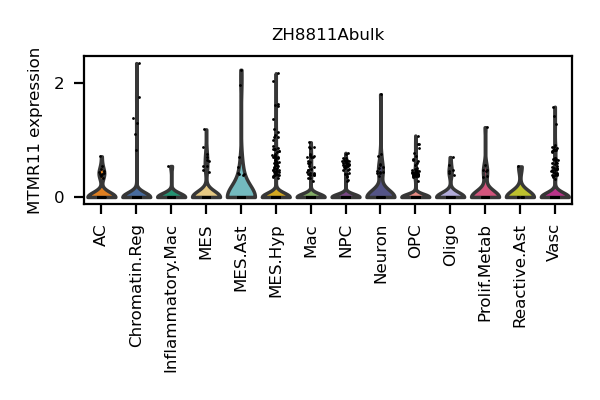 ZH8811Abulk
MTMR11 expression
2
0
AC
Chromatin.Reg
Inflammatory.Mac
MES
MES.Ast
MES.Hyp
Mac
NPC
Neuron
OPC
Oligo
Prolif.Metab
Reactive.Ast
Vasc